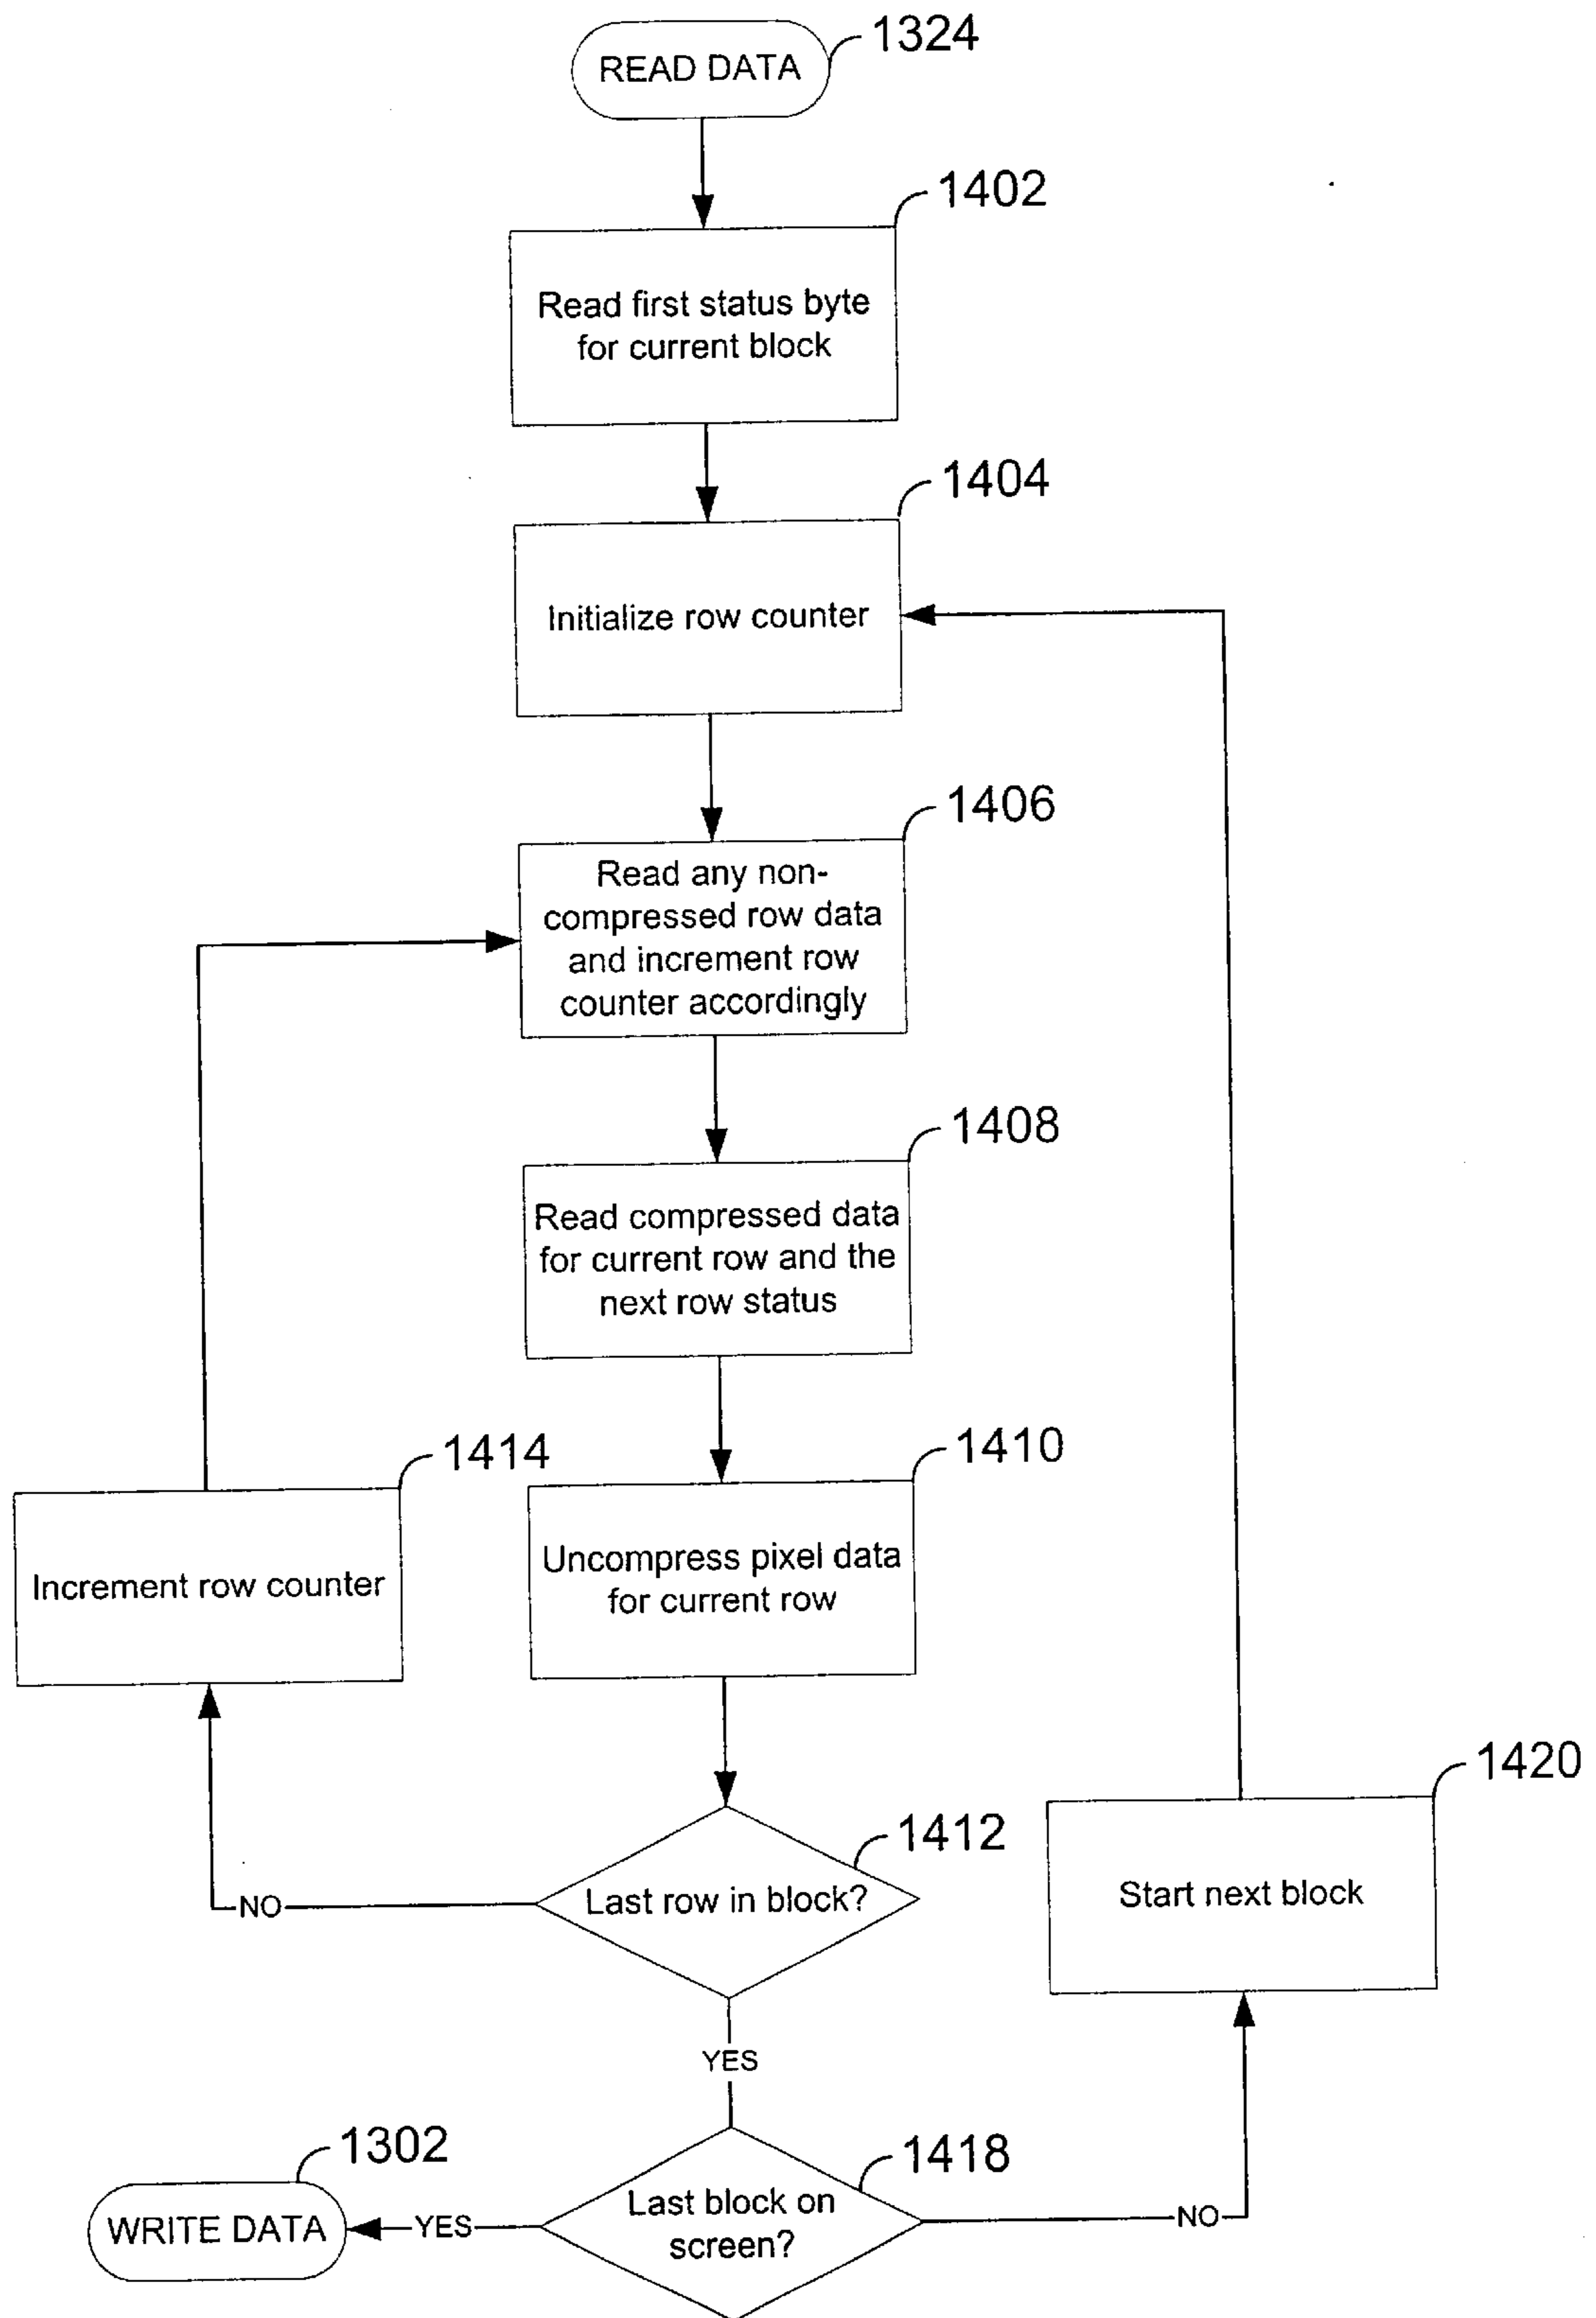 READ DATA
1324
1402
Read first status byte
for current block
1404
Initialize row counter
1406
Read any non-
compressed row data
and increment row
counter accordingly
1408
Read compressed data
for current row and the
next row status
1414
Increment row counter
1410
Uncompress pixel data
for current row
1412
Last row in block?
NO
1420
Start next block
YES
1302
WRITE DATA
YES
1418
Last block on
screen?
NO